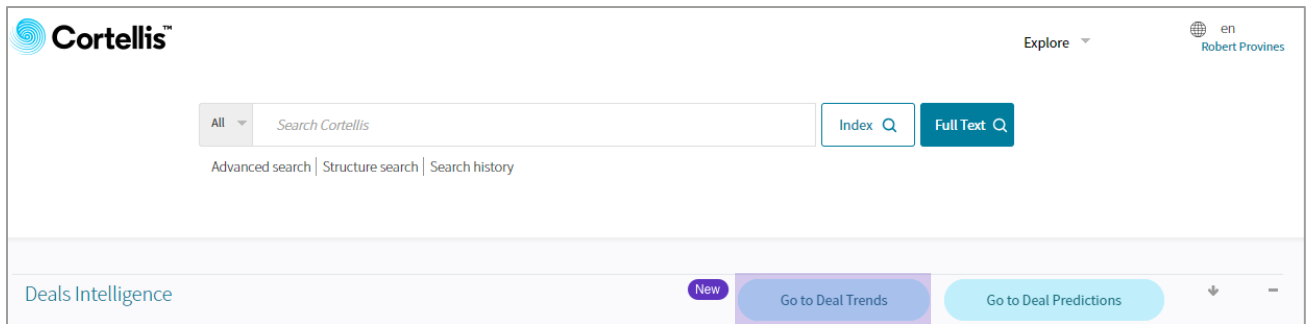 Cortellis™
Explore
en
Robert Provines
All
Search Cortellis
Index
Full Text
Advanced search | Structure search | Search history
Deals Intelligence
New
Go to Deal Trends
Go to Deal Predictions